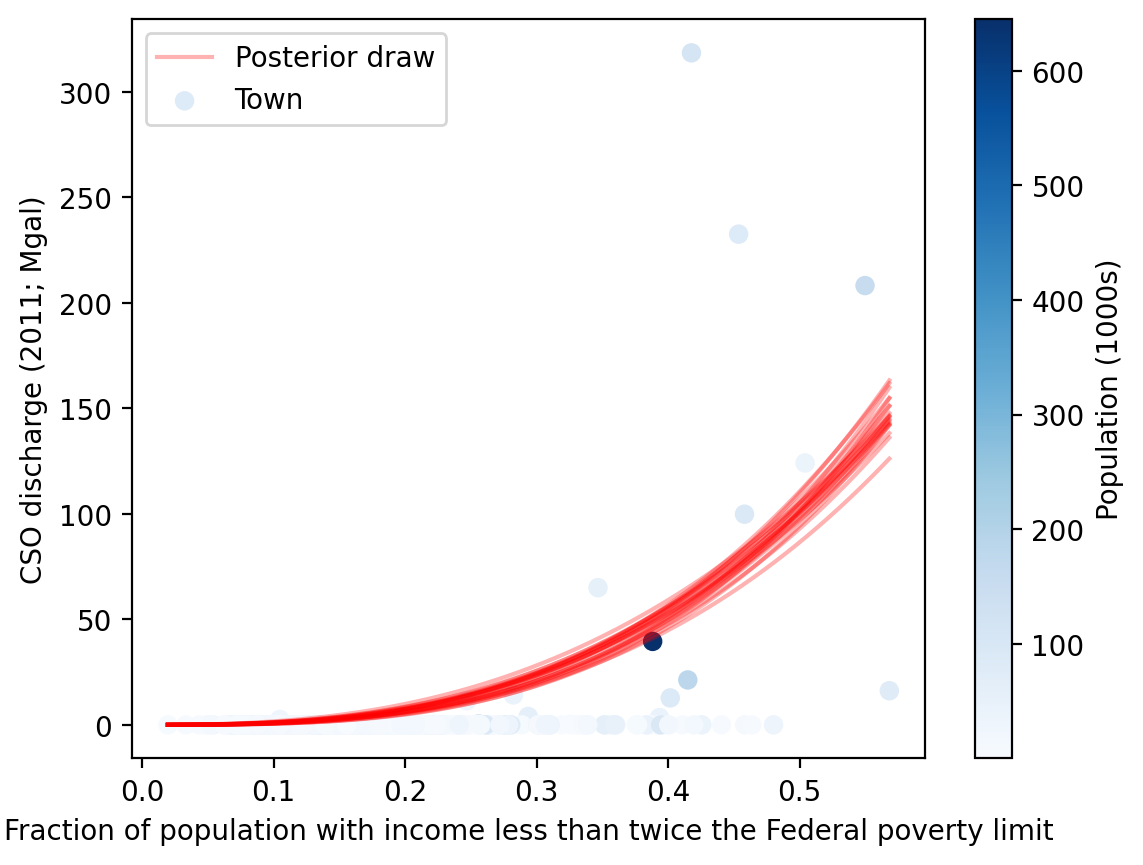 Posterior draw
Town
CSO discharge (2011; Mgal)
300
250
200
150
100
50
0
0.0 0.1 0.2 0.3 0.4 0.5
Fraction of population with income less than twice the Federal poverty limit
600
500
400
300
200
100
Population (1000s)